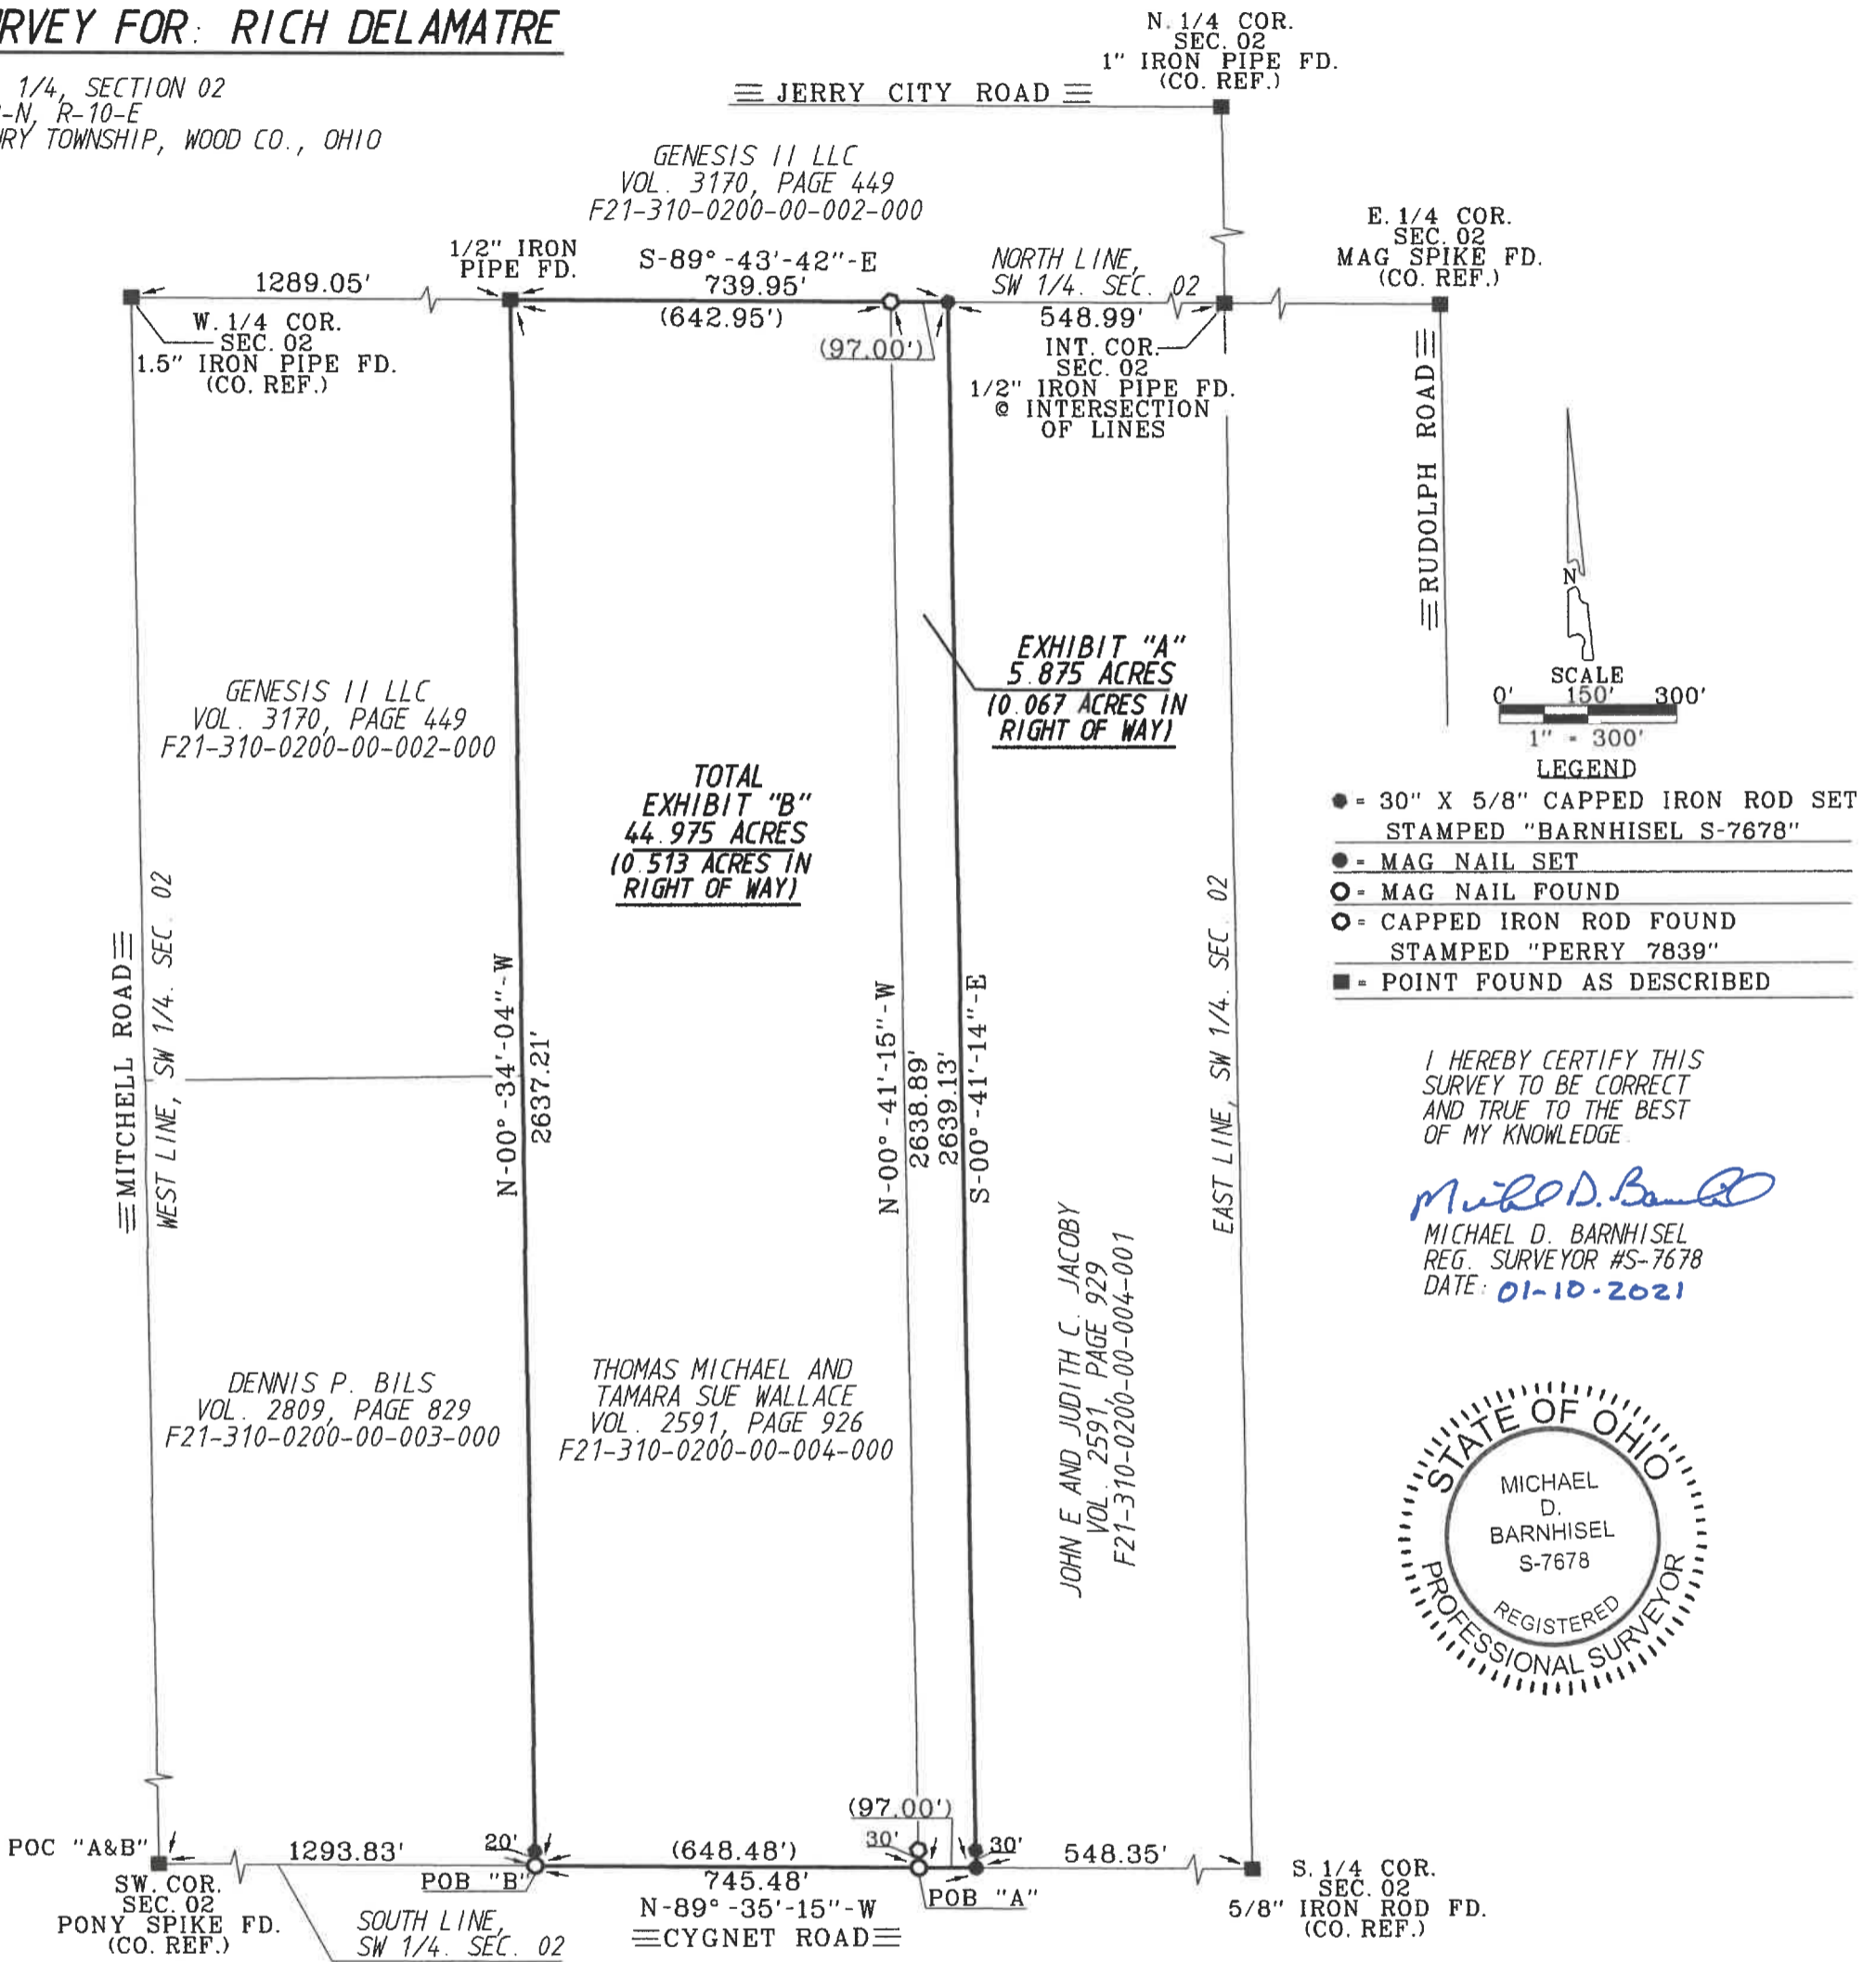 RVEY FOR: RICH DELAMATRE
1/4, SECTION 02
-N, R-10-E
RY TOWNSHIP, WOOD CO., OHIO
N. 1/4 COR.
SEC. 02
1" IRON PIPE FD.
(CO. REF.)
JERRY CITY ROAD
GENESIS II LLC
VOL. 3170, PAGE 449
F21-310-0200-00-002-000
E. 1/4 COR.
SEC. 02
MAG SPIKE FD.
(CO. REF.)
1289.05'
1/2" IRON
PIPE FD.
S-89°-43'-42"-E
739.95'
(642.95')
(97.00')
NORTH LINE,
SW 1/4. SEC. 02
548.99'
W. 1/4 COR.
SEC. 02
1.5" IRON PIPE FD.
(CO. REF.)
INT. COR.
SEC. 02
1/2" IRON PIPE FD.
@ INTERSECTION
OF LINES
RUDOLPH ROAD
N
SCALE
0' 150' 300'
1" = 300'
EXHIBIT "A"
5.875 ACRES
(0.067 ACRES IN
RIGHT OF WAY)
GENESIS II LLC
VOL. 3170, PAGE 449
F21-310-0200-00-002-000
TOTAL
EXHIBIT "B"
44.975 ACRES
(0.513 ACRES IN
RIGHT OF WAY)
LEGEND
= 30" X 5/8" CAPPED IRON ROD SET
STAMPED "BARNHISEL S-7678"
= MAG NAIL SET
= MAG NAIL FOUND
= CAPPED IRON ROD FOUND
STAMPED "PERRY 7839"
= POINT FOUND AS DESCRIBED
MITCHELL ROAD
WEST LINE, SW 1/4. SEC. 02
N-00°-34'-04"-W
2637.21'
N-00°-41'-15"-W
2638.89'
2639.13'
S-00°-41'-14"-E
EAST LINE, SW 1/4. SEC. 02
I HEREBY CERTIFY THIS
SURVEY TO BE CORRECT
AND TRUE TO THE BEST
OF MY KNOWLEDGE.
MICHAEL D. BARNHISEL
REG. SURVEYOR #S-7678
DATE: 01-10-2021
DENNIS P. BILS
VOL. 2809, PAGE 829
F21-310-0200-00-003-000
THOMAS MICHAEL AND
TAMARA SUE WALLACE
VOL. 2591, PAGE 926
F21-310-0200-00-004-000
JOHN E AND JUDITH C. JACOBY
VOL. 2591, PAGE 929
F21-310-0200-00-004-001
STATE OF OHIO
MICHAEL
D.
BARNHISEL
S-7678
REGISTERED
PROFESSIONAL SURVEYOR
POC "A&B"
1293.83'
20'
(648.48')
30'
(97.00')
30'
548.35'
POB "B"
745.48'
POB "A"
N-89°-35'-15"-W
CYGNET ROAD
SW. COR.
SEC. 02
PONY SPIKE FD.
(CO. REF.)
SOUTH LINE,
SW 1/4. SEC. 02
S. 1/4 COR.
SEC. 02
5/8" IRON ROD FD.
(CO. REF.)